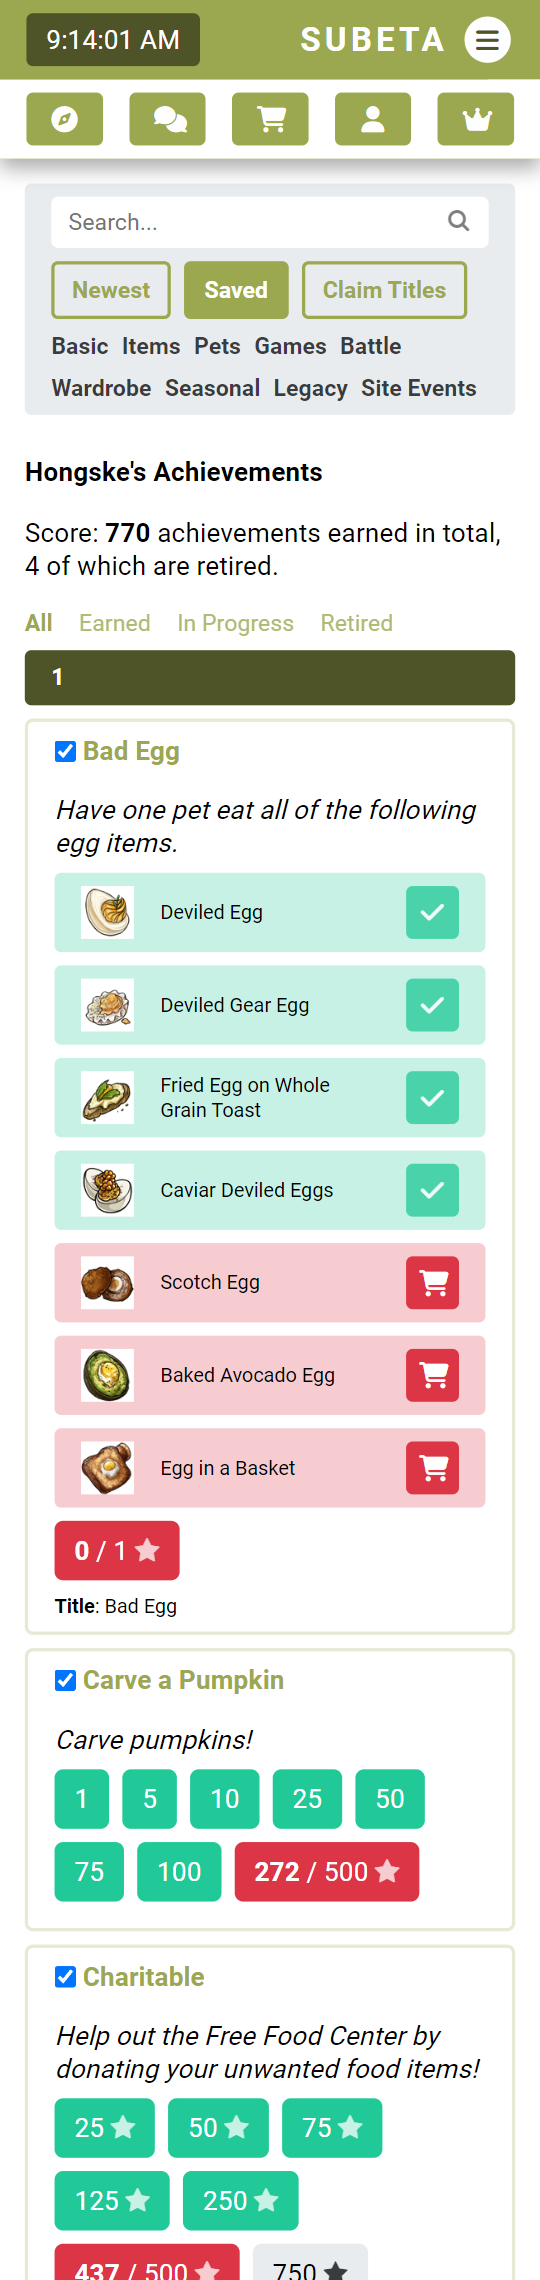 9:14:01 AM SUBETA
Search...
Newest Saved Claim Titles
Basic Items Pets Games Battle
Wardrobe Seasonal Legacy Site Events
Hongske's Achievements
Score: 770 achievements earned in total,
4 of which are retired.
All Earned In Progress Retired
1
Bad Egg
Have one pet eat all of the following
egg items.
Deviled Egg
Deviled Gear Egg
Fried Egg on Whole
Grain Toast
Caviar Deviled Eggs
Scotch Egg
Baked Avocado Egg
Egg in a Basket
0 / 1
Title: Bad Egg
Carve a Pumpkin
Carve pumpkins!
1 5 10 25 50
75 100 272 / 500
Charitable
Help out the Free Food Center by
donating your unwanted food items!
25 50 75
125 250
437 / 500 750